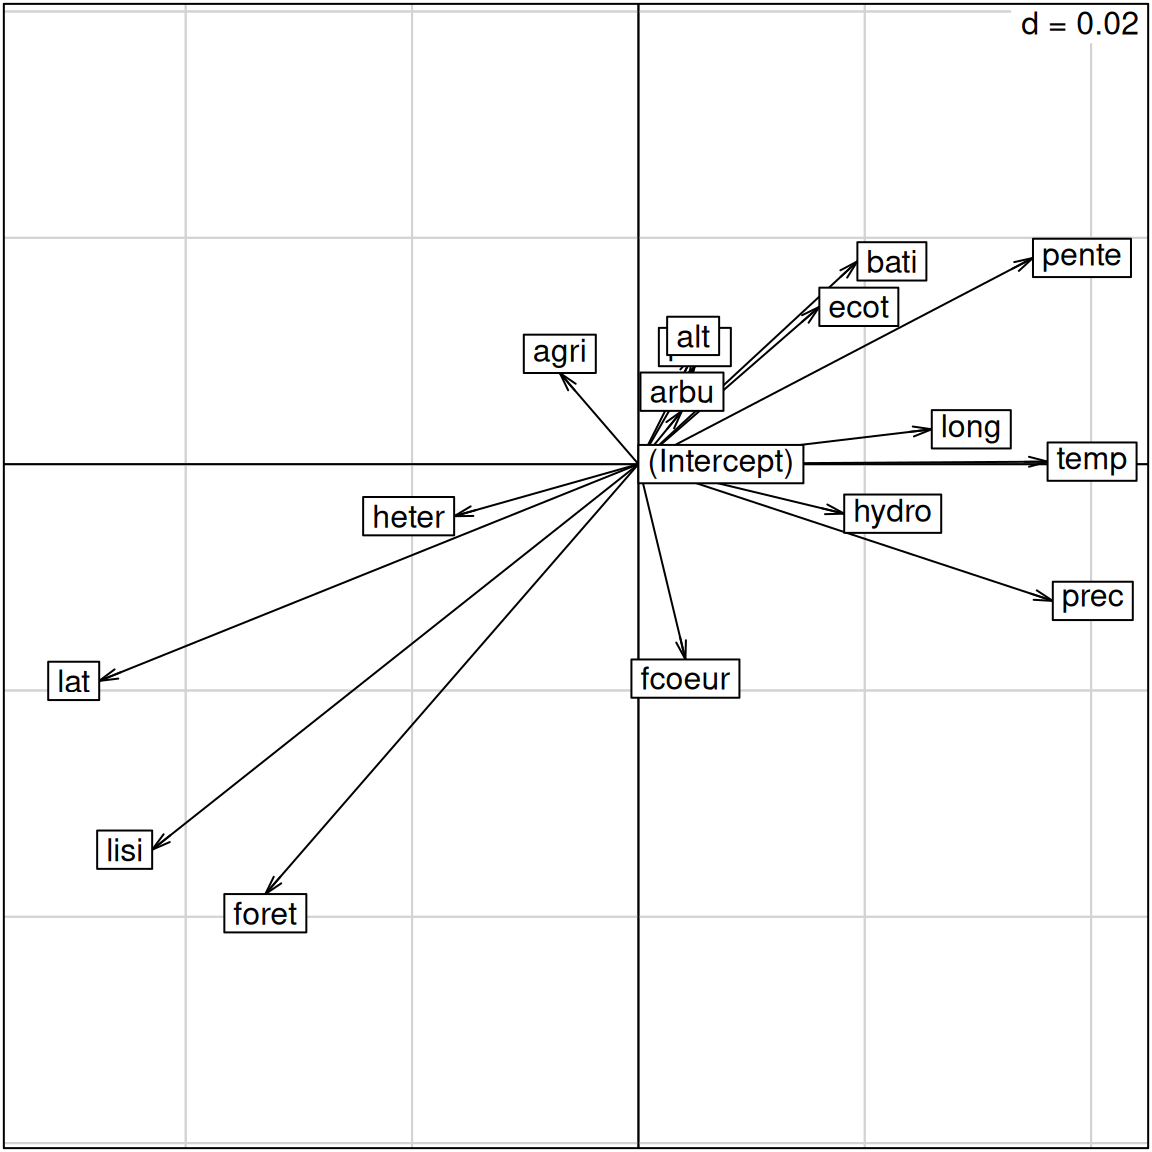 d = 0.02
bati
pente
ecot
alt
agri
arbu
long
(Intercept)
temp
heter
hydro
prec
lat
fcoeur
lisi
foret